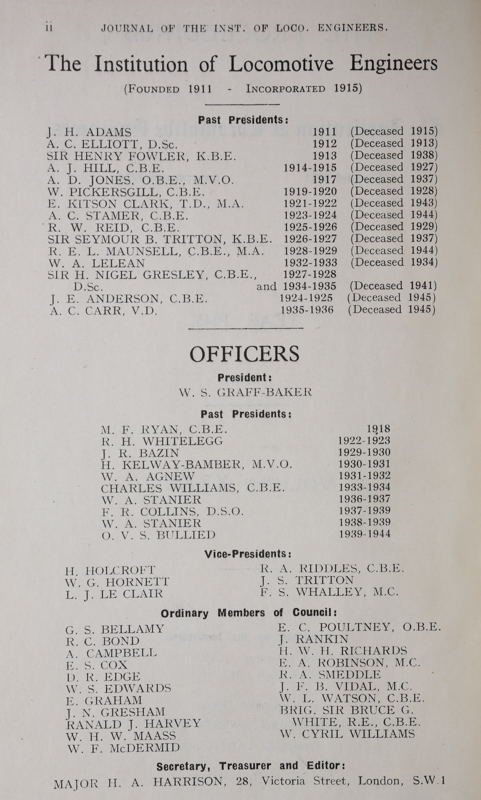 ii JOURNAL OF THE INST. OF LOCO. ENGINEERS.
The Institution of Locomotive Engineers
(FOUNDED 1911 - INCORPORATED 1915)
Past Presidents:
J. H. ADAMS 1911 (Deceased 1915)
A. C. ELLIOTT, D.Sc. 1912 (Deceased 1913)
SIR HENRY FOWLER, K.B.E. 1913 (Deceased 1938)
A. J. HILL, C.B.E. 1914-1915 (Deceased 1927)
A. D. JONES, O.B.E., M.V.O. 1917 (Deceased 1937)
W. PICKERSGILL, C.B.E. 1919-1920 (Deceased 1928)
E. KITSON CLARK, T.D., M.A. 1921-1922 (Deceased 1943)
A. C. STAMER, C.B.E. 1923-1924 (Deceased 1944)
R. W. REID, C.B.E. 1925-1926 (Deceased 1929)
SIR SEYMOUR B. TRITTON, K.B.E. 1926-1927 (Deceased 1937)
R. E. L. MAUNSELL, C.B.E., M.A. 1928-1929 (Deceased 1944)
W. A. LELEAN 1932-1933 (Deceased 1934)
SIR H. NIGEL GRESLEY, C.B.E., 1927-1928
D.Sc. and 1934-1935 (Deceased 1941)
J. E. ANDERSON, C.B.E. 1924-1925 (Deceased 1945)
A. C. CARR, V.D. 1935-1936 (Deceased 1945)
OFFICERS
President:
W. S. GRAFF-BAKER
Past Presidents:
M. F. RYAN, C.B.E. 1918
R. H. WHITELEGG 1922-1923
J. R. BAZIN 1929-1930
H. KELWAY-BAMBER, M.V.O. 1930-1931
W. A. AGNEW 1931-1932
CHARLES WILLIAMS, C.B.E. 1933-1934
W. A. STANIER 1936-1937
F. R. COLLINS, D.S.O. 1937-1939
W. A. STANIER 1938-1939
O. V. S. BULLIED 1939-1944
Vice-Presidents:
H. HOLCROFT
W. G. HORNETT
L. J. LE CLAIR
R. A. RIDDLES, C.B.E.
J. S. TRITTON
F. S. WHALLEY, M.C.
Ordinary Members of Council:
G. S. BELLAMY
R. C. BOND
A. CAMPBELL
E. S. COX
D. R. EDGE
W. S. EDWARDS
E. GRAHAM
J. N. GRESHAM
RANALD J. HARVEY
W. H. W. MAASS
W. F. McDERMID
E. C. POULTNEY, O.B.E.
J. RANKIN
H. W. H. RICHARDS
E. A. ROBINSON, M.C.
R. A. SMEDDLE
J. F. B. VIDAL, M.C.
W. L. WATSON, C.B.E.
BRIG. SIR BRUCE G.
WHITE, R.E., C.B.E.
W. CYRIL WILLIAMS
Secretary, Treasurer and Editor:
MAJOR H. A. HARRISON, 28, Victoria Street, London, S.W.1